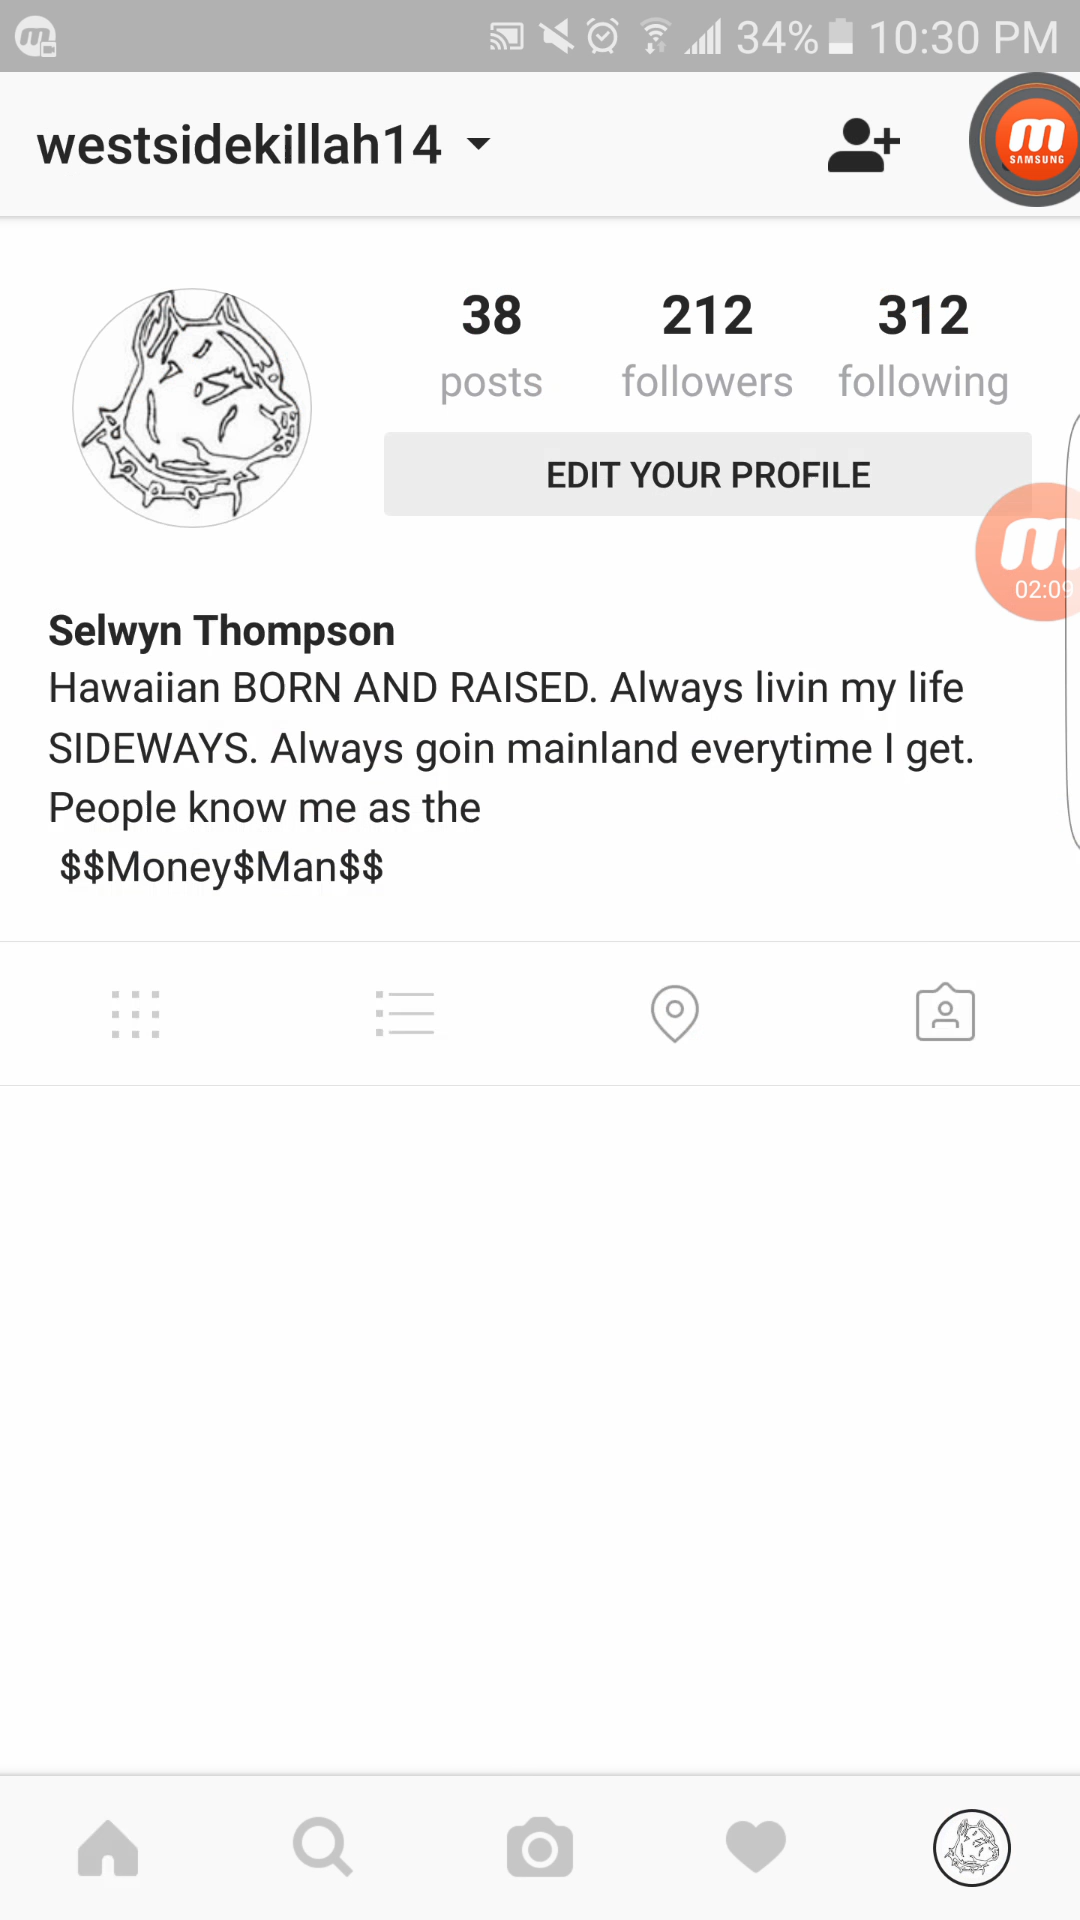 34% 10:30 PM
westsidekillah14
m
SAMSUNG
38 212 312
posts followers following
EDIT YOUR PROFILE
m
02:09
Selwyn Thompson
Hawaiian BORN AND RAISED. Always livin my life
SIDEWAYS. Always goin mainland everytime I get.
People know me as the
$$Money$Man$$